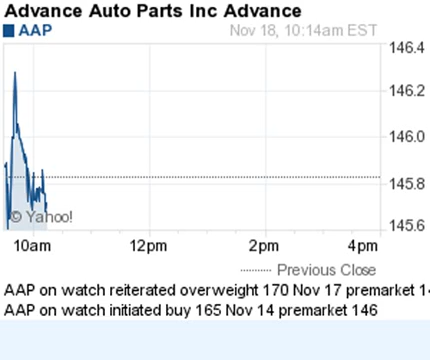 Advance Auto Parts Inc Advance
AAP Nov 18, 10:14am EST
146.4
146.2
146.0
145.8
145.6
© Yahoo!
10am 12pm 2pm 4pm
Previous Close
AAP on watch reiterated overweight 170 Nov 17 premarket
AAP on watch initiated buy 165 Nov 14 premarket 146